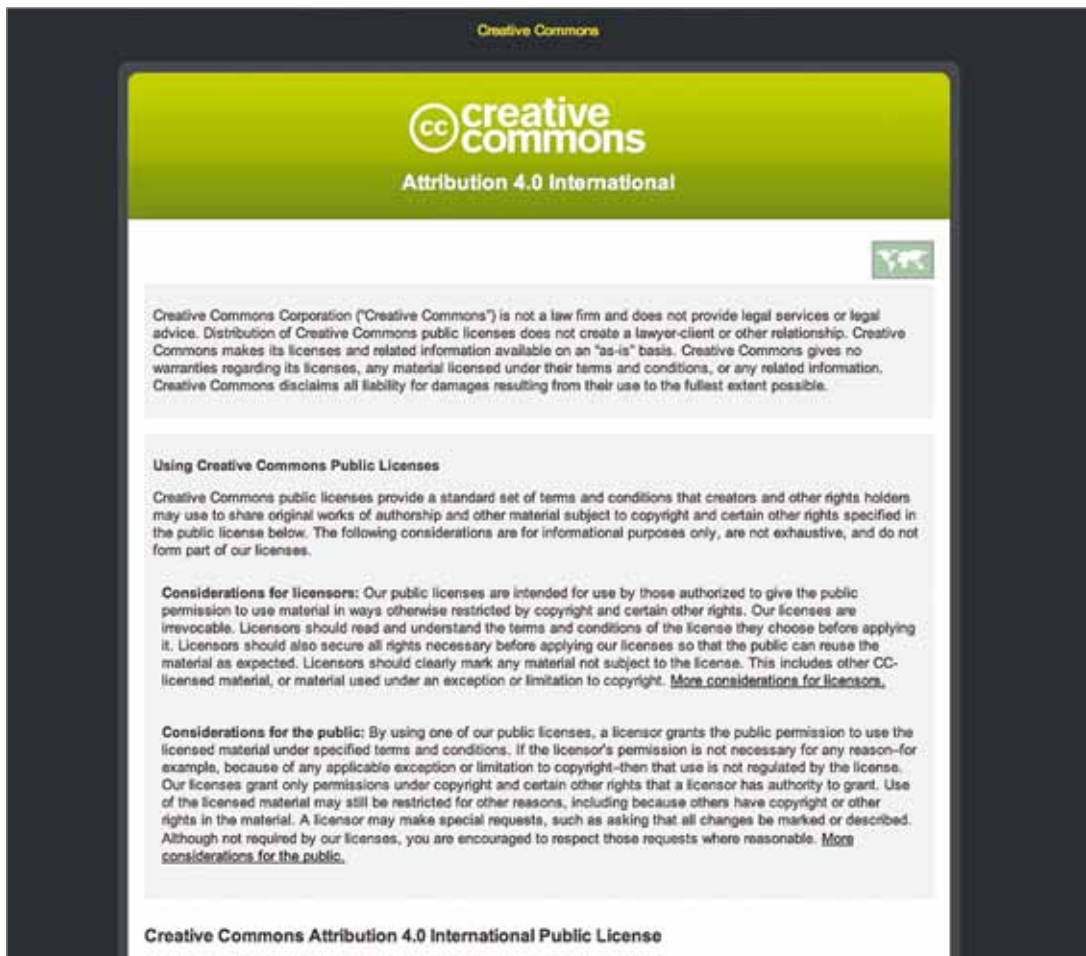 Creative Commons
cc creative
commons
Attribution 4.0 International
Creative Commons Corporation ("Creative Commons") is not a law firm and does not provide legal services or legal
advice. Distribution of Creative Commons public licenses does not create a lawyer-client or other relationship. Creative
Commons makes its licenses and related information available on an "as-is" basis. Creative Commons gives no
warranties regarding its licenses, any material licensed under their terms and conditions, or any related information.
Creative Commons disclaims all liability for damages resulting from their use to the fullest extent possible.
Using Creative Commons Public Licenses
Creative Commons public licenses provide a standard set of terms and conditions that creators and other rights holders
may use to share original works of authorship and other material subject to copyright and certain other rights specified in
the public license below. The following considerations are for informational purposes only, are not exhaustive, and do not
form part of our licenses.
Considerations for licensors: Our public licenses are intended for use by those authorized to give the public
permission to use material in ways otherwise restricted by copyright and certain other rights. Our licenses are
irrevocable. Licensors should read and understand the terms and conditions of the license they choose before applying
it. Licensors should also secure all rights necessary before applying our licenses so that the public can reuse the
material as expected. Licensors should clearly mark any material not subject to the license. This includes other CC-
licensed material, or material used under an exception or limitation to copyright. More considerations for licensors.
Considerations for the public: By using one of our public licenses, a licensor grants the public permission to use the
licensed material under specified terms and conditions. If the licensor's permission is not necessary for any reason–for
example, because of any applicable exception or limitation to copyright–then that use is not regulated by the license.
Our licenses grant only permissions under copyright and certain other rights that a licensor has authority to grant. Use
of the licensed material may still be restricted for other reasons, including because others have copyright or other
rights in the material. A licensor may make special requests, such as asking that all changes be marked or described.
Although not required by our licenses, you are encouraged to respect those requests where reasonable. More
considerations for the public.
Creative Commons Attribution 4.0 International Public License